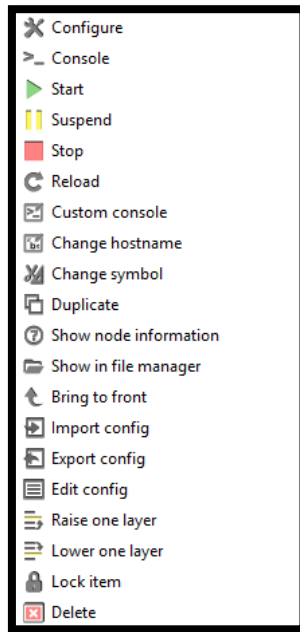 Configure
Console
Start
Suspend
Stop
Reload
Custom console
Change hostname
Change symbol
Duplicate
Show node information
Show in file manager
Bring to front
Import config
Export config
Edit config
Raise one layer
Lower one layer
Lock item
Delete